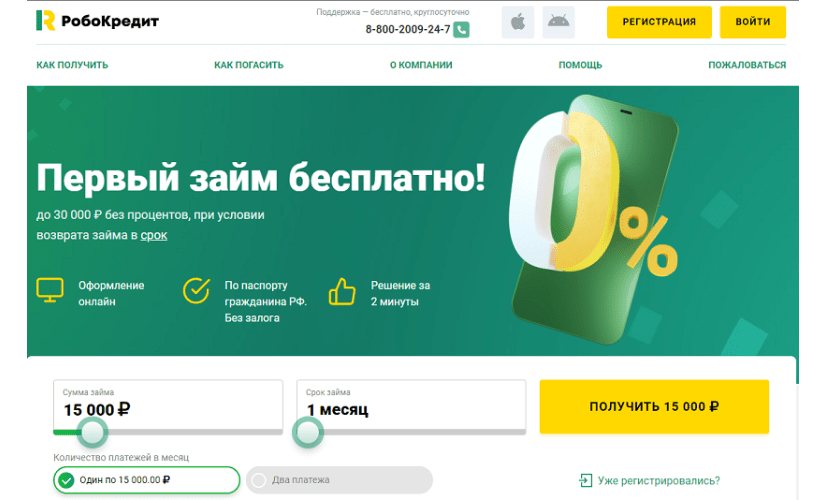 РобоКредит
Поддержка — бесплатно, круглосуточно
8-800-2009-24-7
РЕГИСТРАЦИЯ
ВОЙТИ
КАК ПОЛУЧИТЬ
КАК ПОГАСИТЬ
О КОМПАНИИ
ПОМОЩЬ
ПОЖАЛОВАТЬСЯ
Первый займ бесплатно!
до 30 000 ₽ без процентов, при условии
возврата займа в срок
0%
Оформление
онлайн
По паспорту
гражданина РФ.
Без залога
Решение за
2 минуты
Сумма займа
15 000 ₽
Срок займа
1 месяц
ПОЛУЧИТЬ 15 000 ₽
Количество платежей в месяц
Один по 15 000.00 ₽
Два платежа
Уже регистрировались?